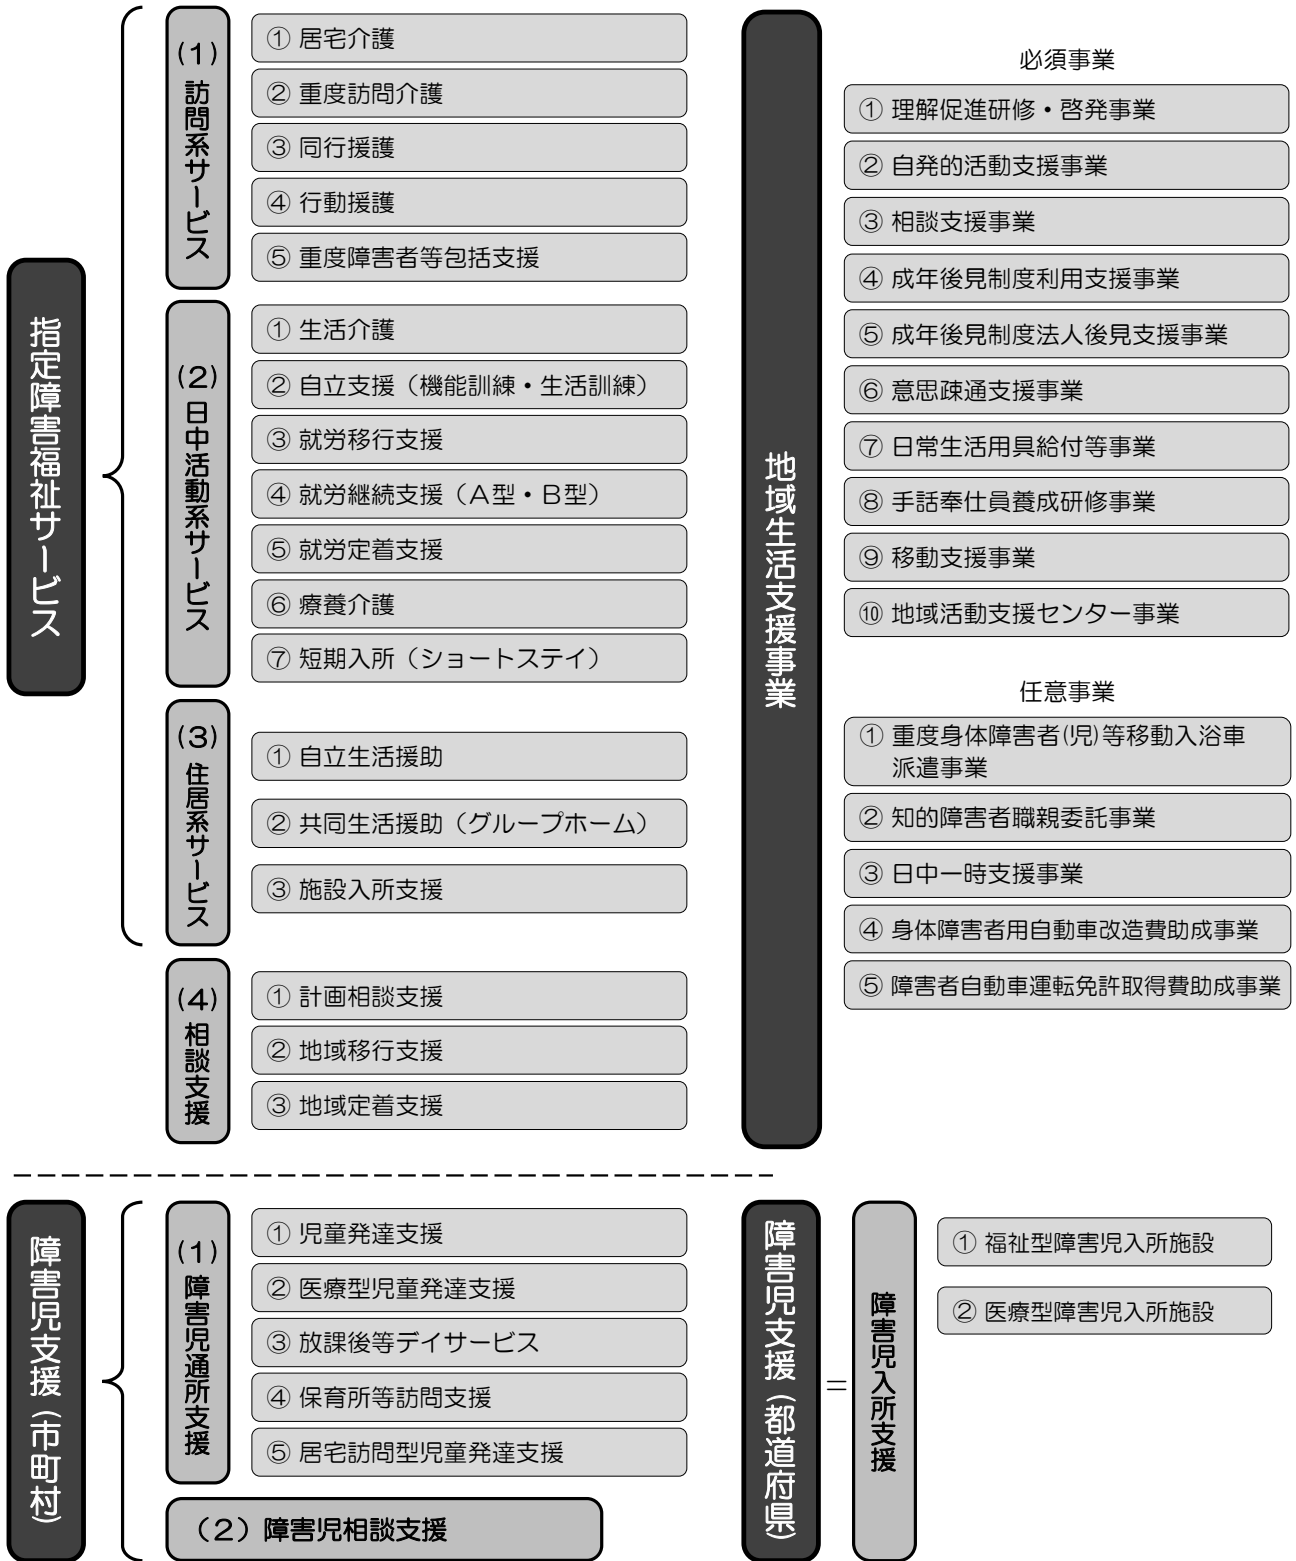 指定障害福祉サービス
(1)訪問系サービス
① 居宅介護
② 重度訪問介護
③ 同行援護
④ 行動援護
⑤ 重度障害者等包括支援
(2)日中活動系サービス
① 生活介護
② 自立支援（機能訓練・生活訓練）
③ 就労移行支援
④ 就労継続支援（A型・B型）
⑤ 就労定着支援
⑥ 療養介護
⑦ 短期入所（ショートステイ）
(3)住居系サービス
① 自立生活援助
② 共同生活援助（グループホーム）
③ 施設入所支援
(4)相談支援
① 計画相談支援
② 地域移行支援
③ 地域定着支援
地域生活支援事業
必須事業
① 理解促進研修・啓発事業
② 自発的活動支援事業
③ 相談支援事業
④ 成年後見制度利用支援事業
⑤ 成年後見制度法人後見支援事業
⑥ 意思疎通支援事業
⑦ 日常生活用具給付等事業
⑧ 手話奉仕員養成研修事業
⑨ 移動支援事業
⑩ 地域活動支援センター事業
任意事業
① 重度身体障害者(児)等移動入浴車
派遣事業
② 知的障害者職親委託事業
③ 日中一時支援事業
④ 身体障害者用自動車改造費助成事業
⑤ 障害者自動車運転免許取得費助成事業
障害児支援（市町村）
(1)障害児通所支援
① 児童発達支援
② 医療型児童発達支援
③ 放課後等デイサービス
④ 保育所等訪問支援
⑤ 居宅訪問型児童発達支援
（2）障害児相談支援
障害児支援（都道府県）
＝
障害児入所支援
① 福祉型障害児入所施設
② 医療型障害児入所施設